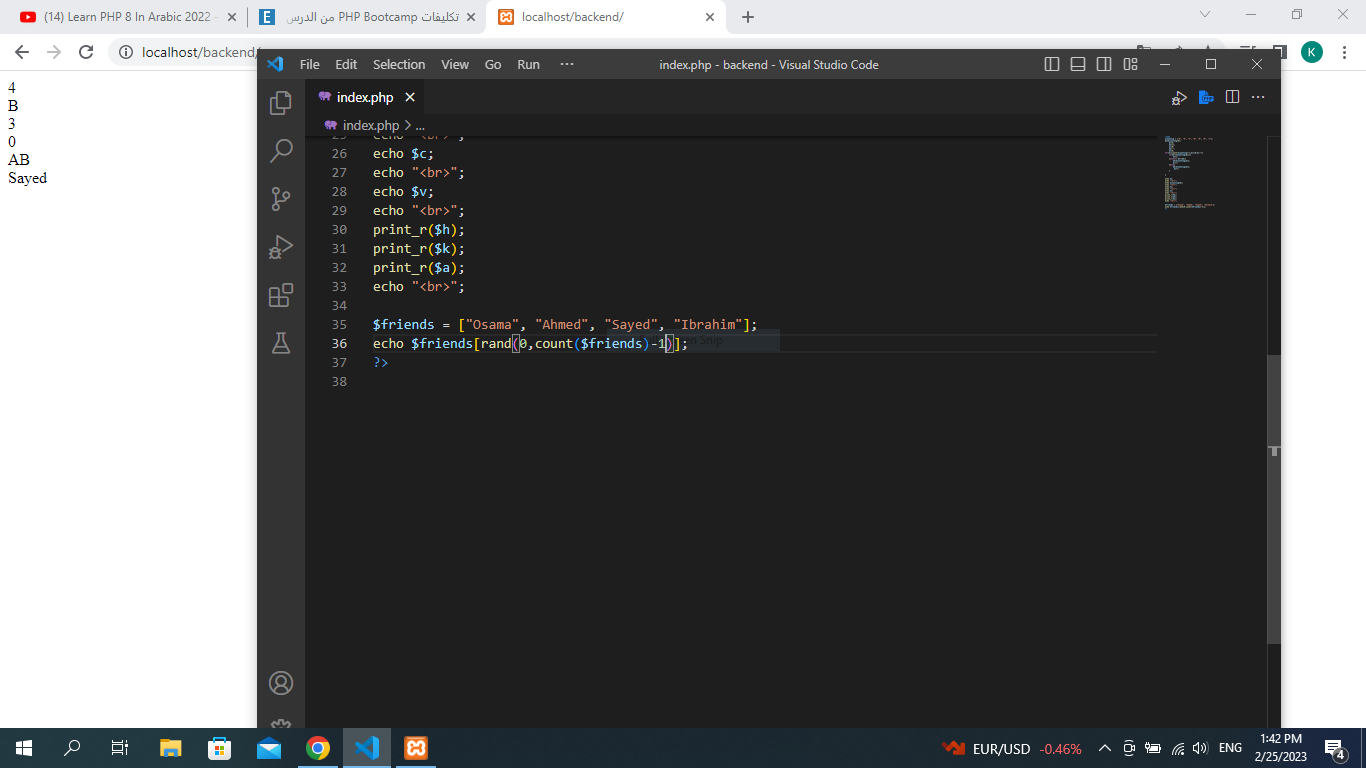 (14) Learn PHP 8 In Arabic 2022 -
تكليفات PHP Bootcamp من الدرس
localhost/backend/
localhost/backend/
K
4
B
3
0
AB
Sayed
File Edit Selection View Go Run ···
index.php - backend - Visual Studio Code
index.php
index.php > ...
26 echo $c;
27 echo "<br>";
28 echo $v;
29 echo "<br>";
30 print_r($h);
31 print_r($k);
32 print_r($a);
33 echo "<br>";
34
35 $friends = ["Osama", "Ahmed", "Sayed", "Ibrahim"];
36 echo $friends[rand(0,count($friends)-1)];
37 ?>
38
EUR/USD -0.46%
ENG
1:42 PM
2/25/2023
4